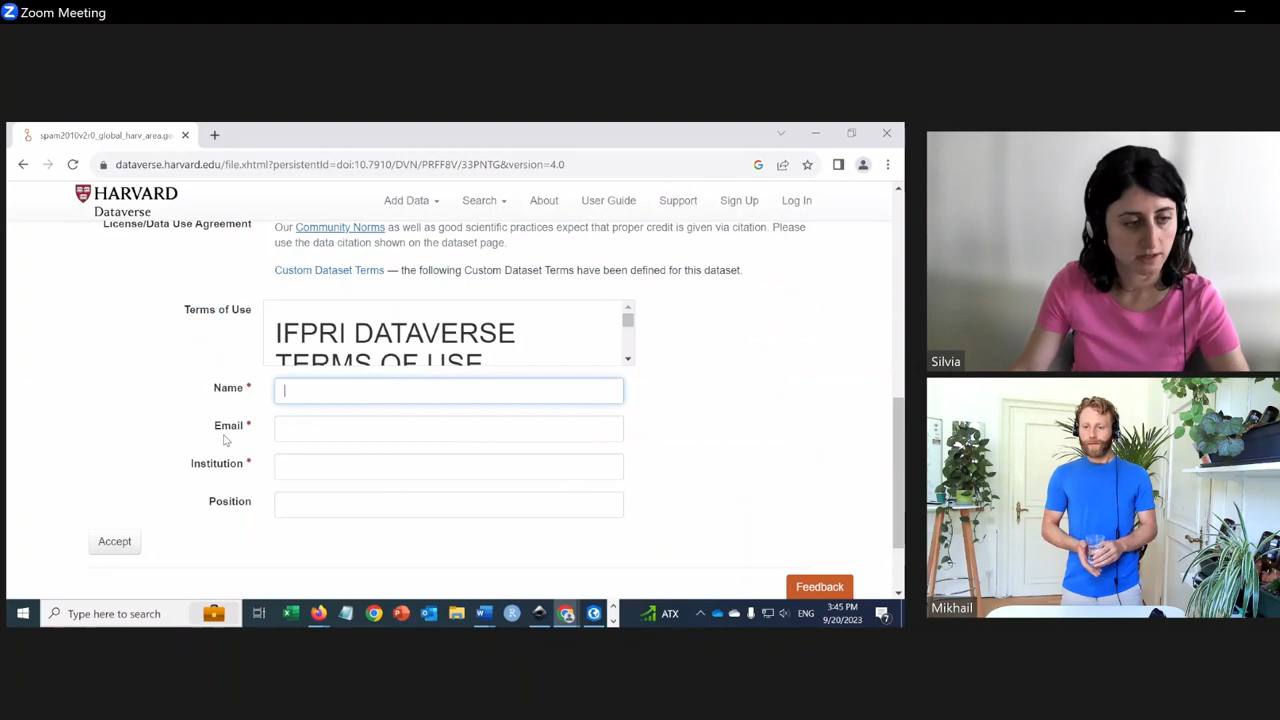 Zoom Meeting
spam2010v2r0_global_harv_area.ge
dataverse.harvard.edu/file.xhtml?persistentId=doi:10.7910/DVN/PRFF8V/33PNTG&version=4.0
HARVARD
Dataverse
Add Data
Search
About
User Guide
Support
Sign Up
Log In
License/Data Use Agreement
Our Community Norms as well as good scientific practices expect that proper credit is given via citation. Please
use the data citation shown on the dataset page.
Custom Dataset Terms — the following Custom Dataset Terms have been defined for this dataset.
Terms of Use
IFPRI DATAVERSE
TERMS OF USE
Name *
Email *
Institution *
Position
Accept
Feedback
Type here to search
ATX
ENG
3:45 PM
9/20/2023
7
Silvia
Mikhail